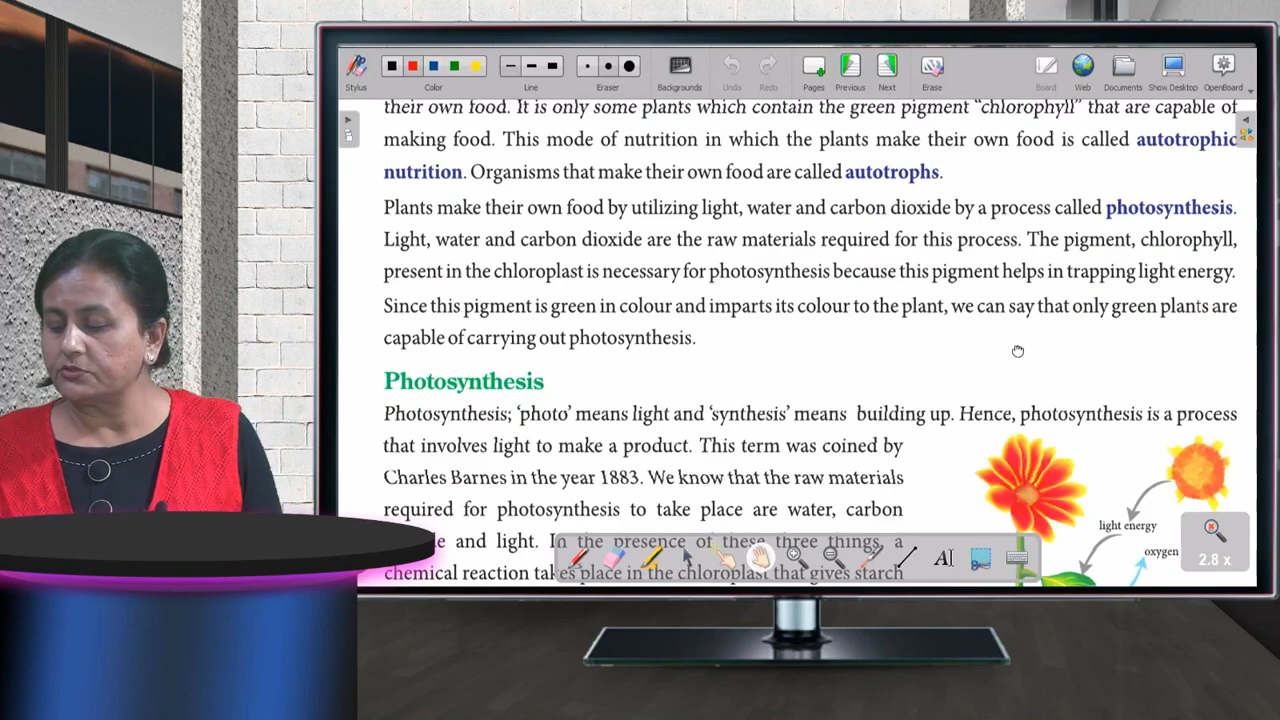 Stylus
Color
Line
Eraser
Backgrounds
Undo
Redo
Pages
Previous
Next
Erase
Board
Web
Documents
Show Desktop
OpenBoard
their own food. It is only some plants which contain the green pigment “chlorophyll” that are capable of
making food. This mode of nutrition in which the plants make their own food is called autotrophic
nutrition. Organisms that make their own food are called autotrophs.
Plants make their own food by utilizing light, water and carbon dioxide by a process called photosynthesis.
Light, water and carbon dioxide are the raw materials required for this process. The pigment, chlorophyll,
present in the chloroplast is necessary for photosynthesis because this pigment helps in trapping light energy.
Since this pigment is green in colour and imparts its colour to the plant, we can say that only green plants are
capable of carrying out photosynthesis.
Photosynthesis
Photosynthesis; ‘photo’ means light and ‘synthesis’ means building up. Hence, photosynthesis is a process
that involves light to make a product. This term was coined by
Charles Barnes in the year 1883. We know that the raw materials
required for photosynthesis to take place are water, carbon
and light. In the presence of these three things, a
chemical reaction takes place in the chloroplast that gives starch
light energy
oxygen
AI
2.8 x